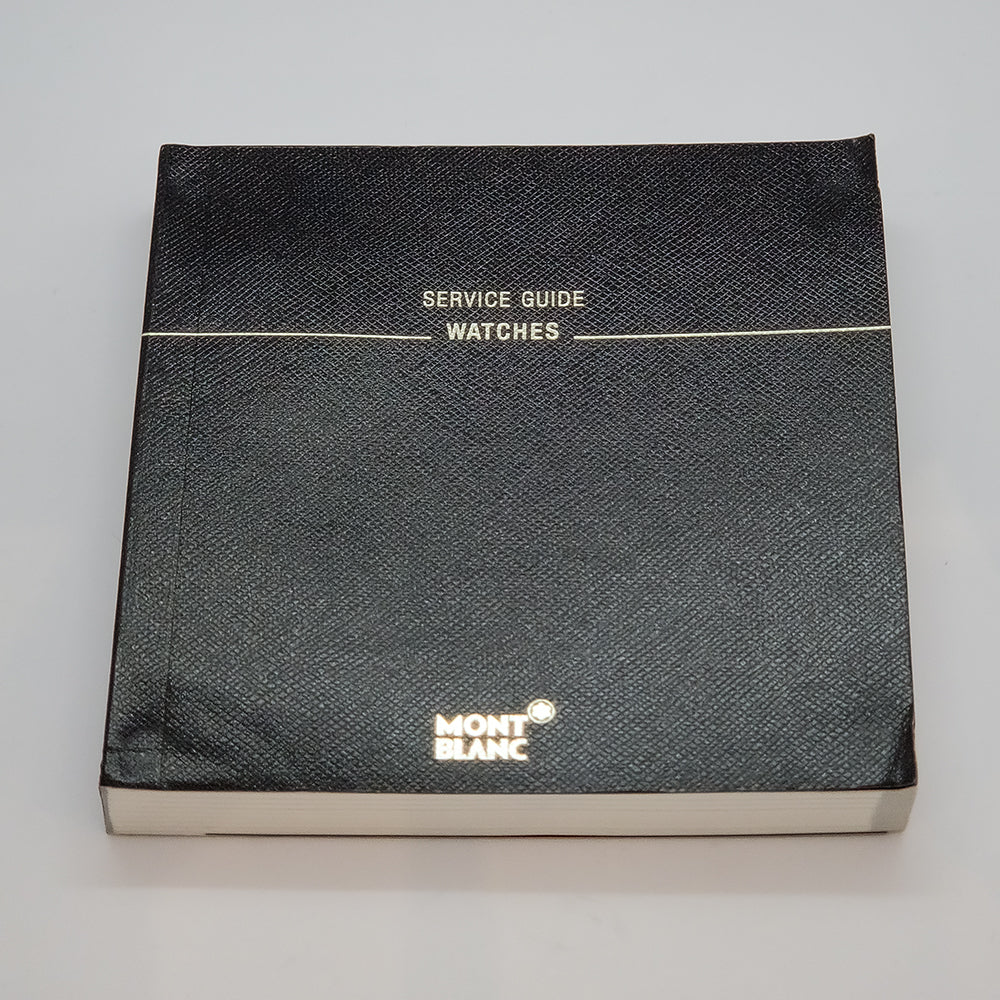 SERVICE GUIDE
WATCHES
MONT
BLANC